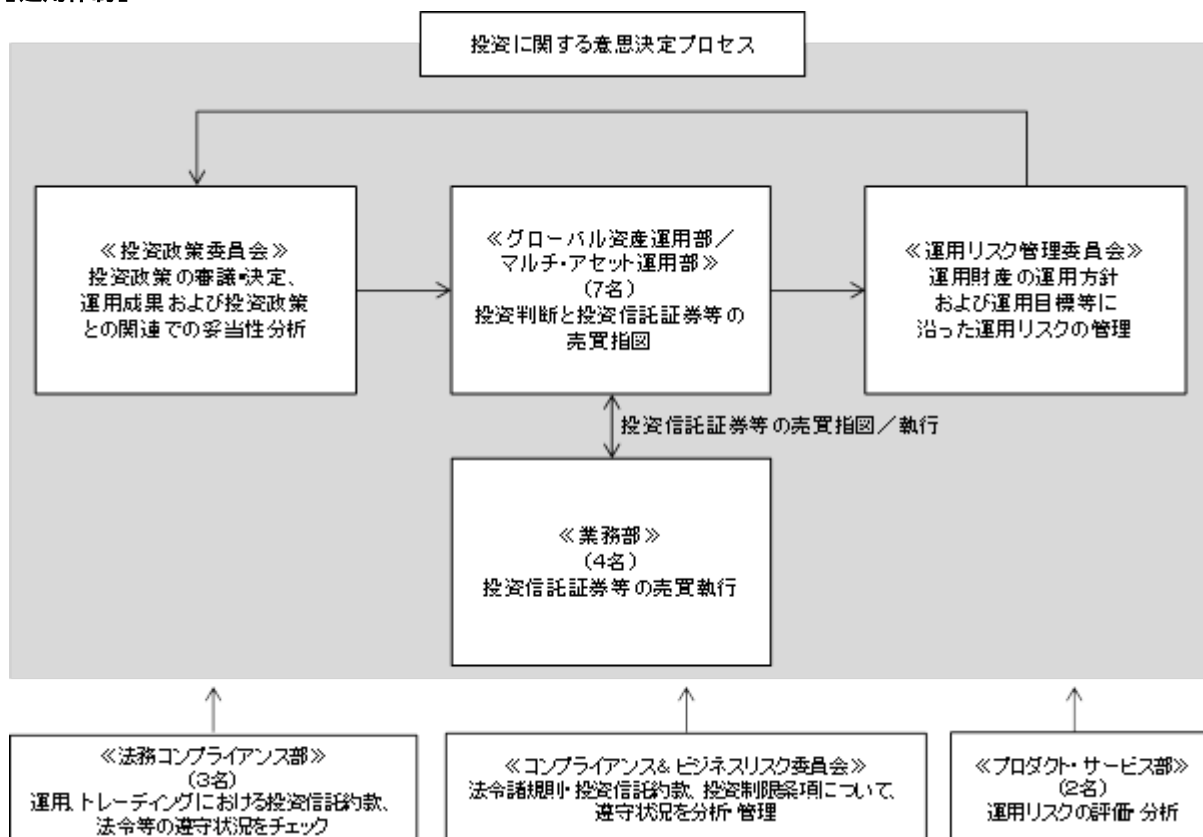 投資に関する意思決定プロセス
≪投資政策委員会≫
投資政策の審議・決定、
運用成果および投資政策
との関連での妥当性分析
≪グローバル資産運用部／
マルチ・アセット運用部≫
(7名)
投資判断と投資信託証券等の
売買指図
≪運用リスク管理委員会≫
運用財産の運用方針
および運用目標等に
沿った運用リスクの管理
投資信託証券等の売買指図／執行
≪業務部≫
(4名)
投資信託証券等の売買執行
≪法務コンプライアンス部≫
(3名)
運用、トレーディングにおける投資信託約款、
法令等の遵守状況をチェック
≪コンプライアンス&ビジネスリスク委員会≫
法令諸規則・投資信託約款、投資制限条項について、
遵守状況を分析・管理
≪プロダクト・サービス部≫
(2名)
運用リスクの評価・分析